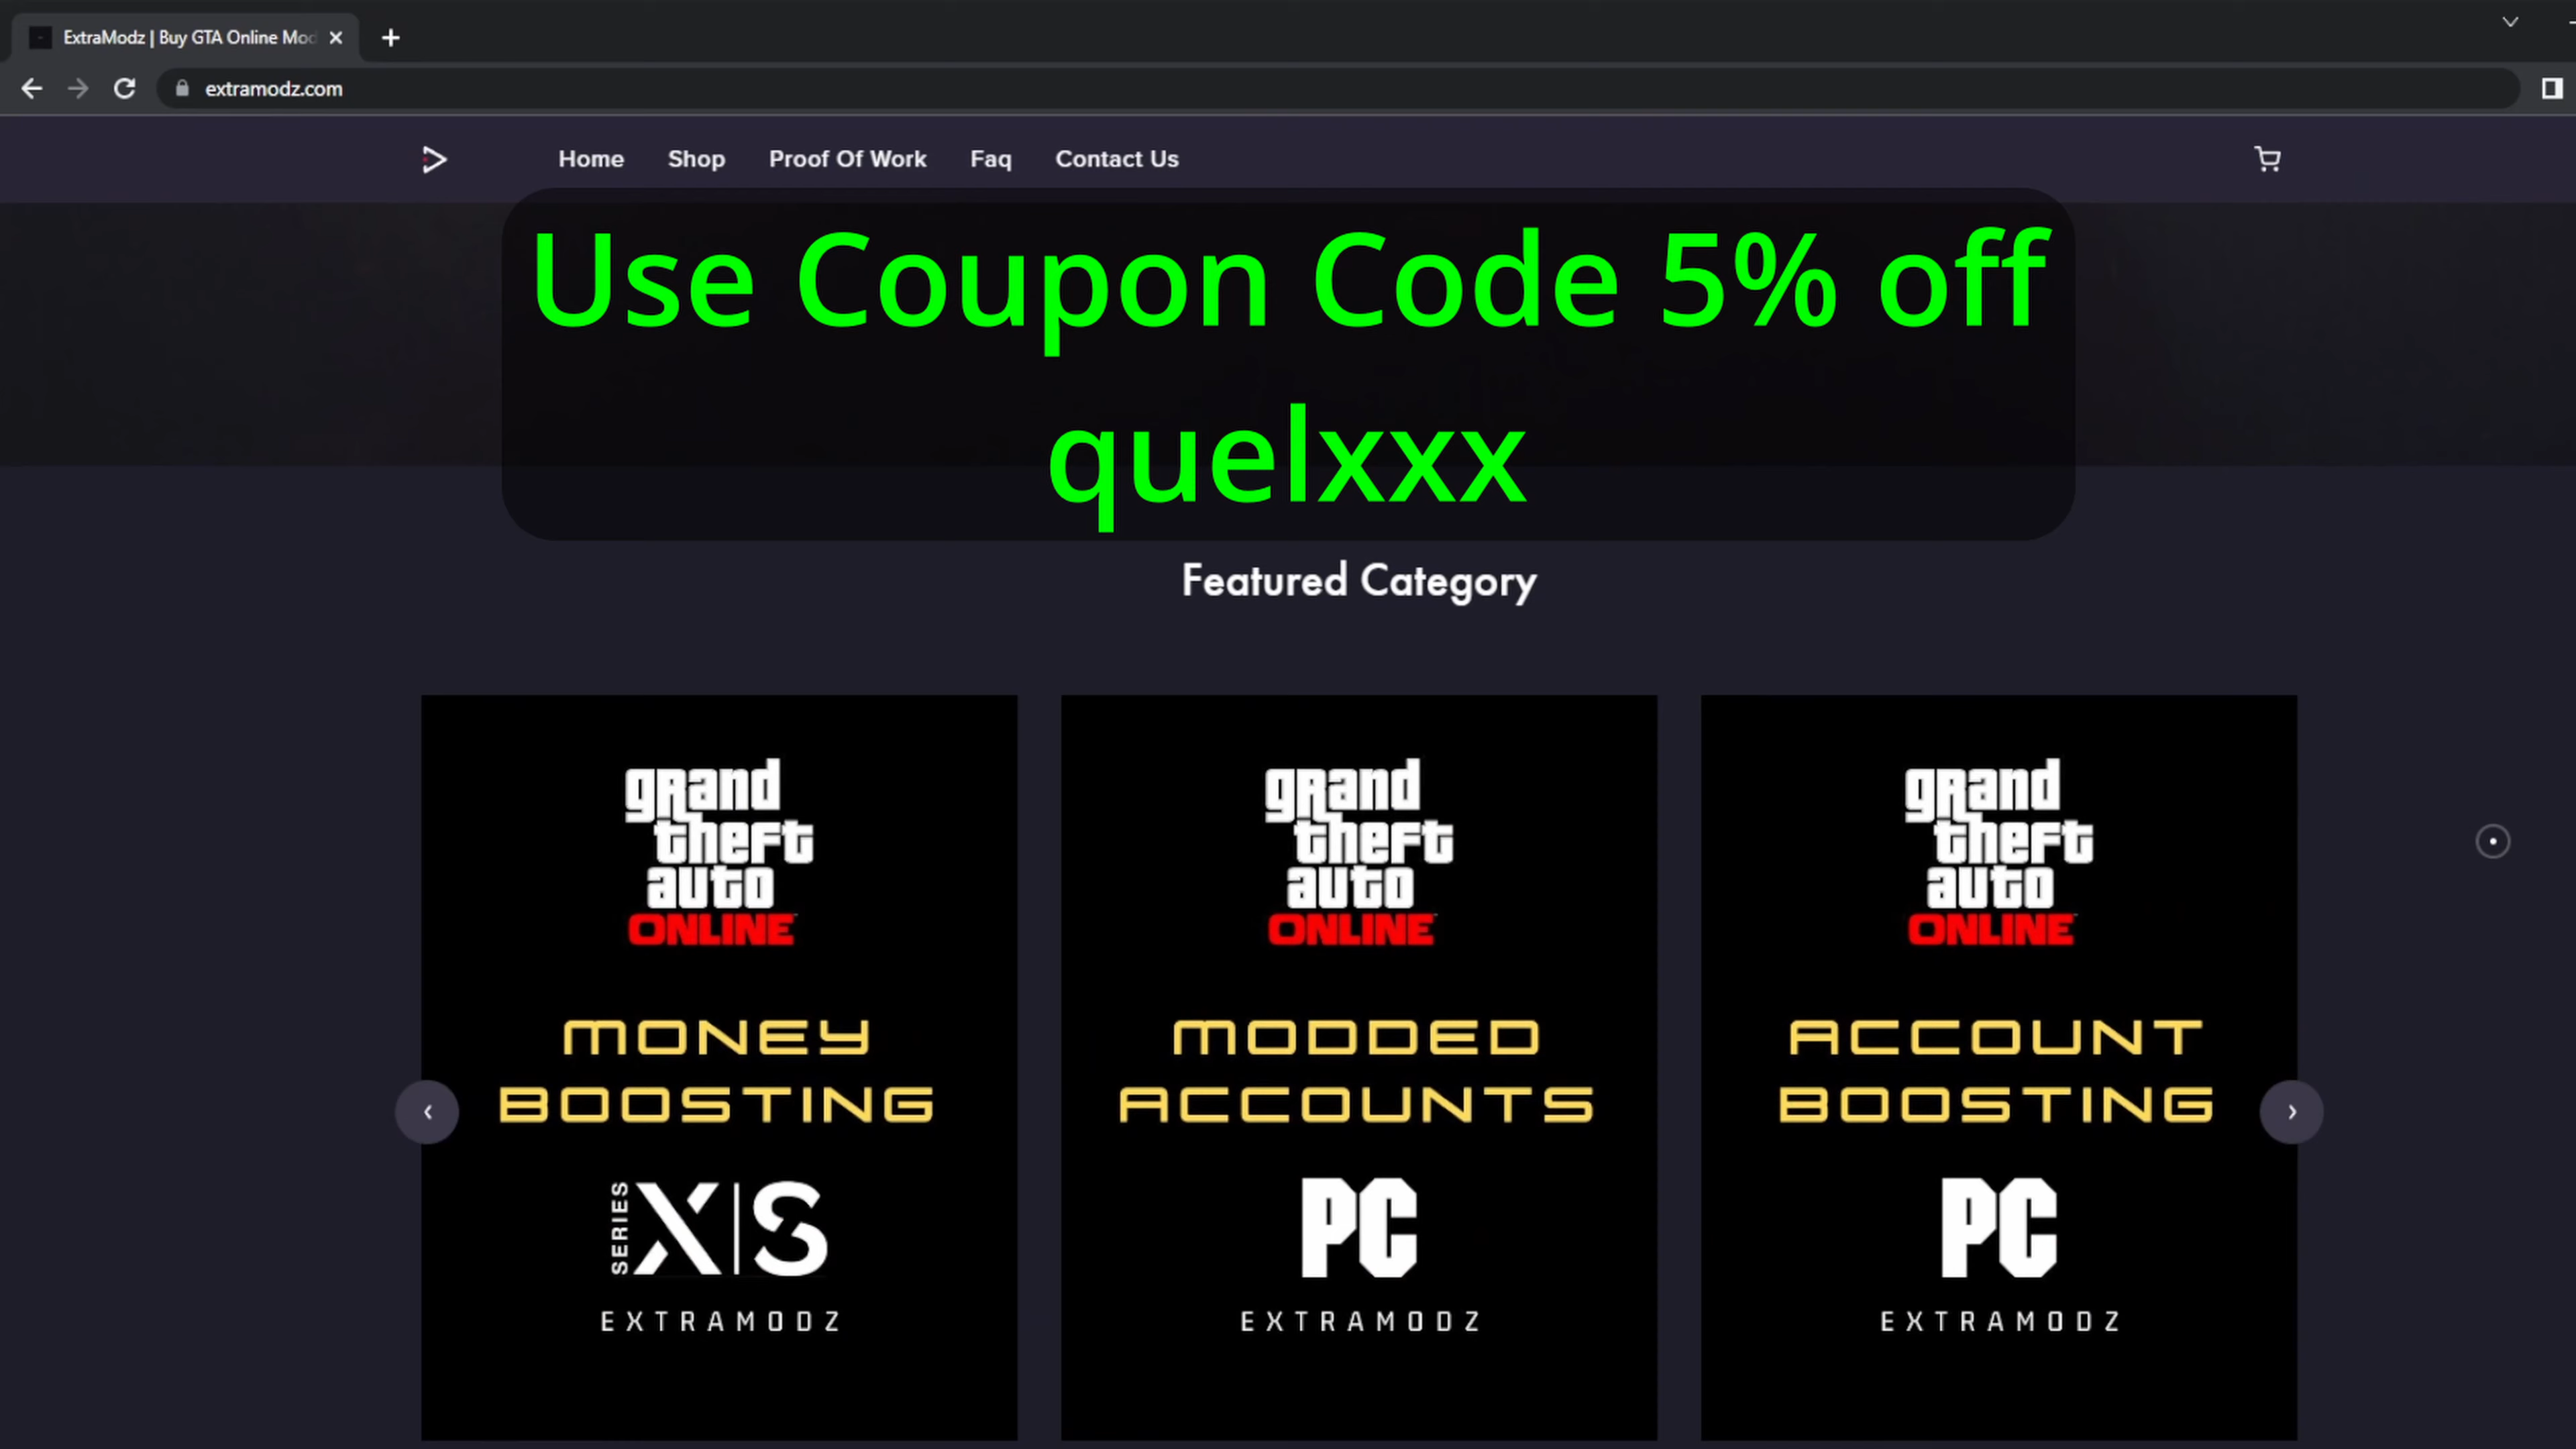 ExtraModz | Buy GTA Online Mod
extramodz.com
Home Shop Proof Of Work Faq Contact Us
Use Coupon Code 5% off
quelxxx
Featured Category
grand
theft
auto
ONLINE
MONEY
BOOSTING
SERIES X|S
EXTRAMODZ
grand
theft
auto
ONLINE
MODDED
ACCOUNTS
PC
EXTRAMODZ
grand
theft
auto
ONLINE
ACCOUNT
BOOSTING
PC
EXTRAMODZ